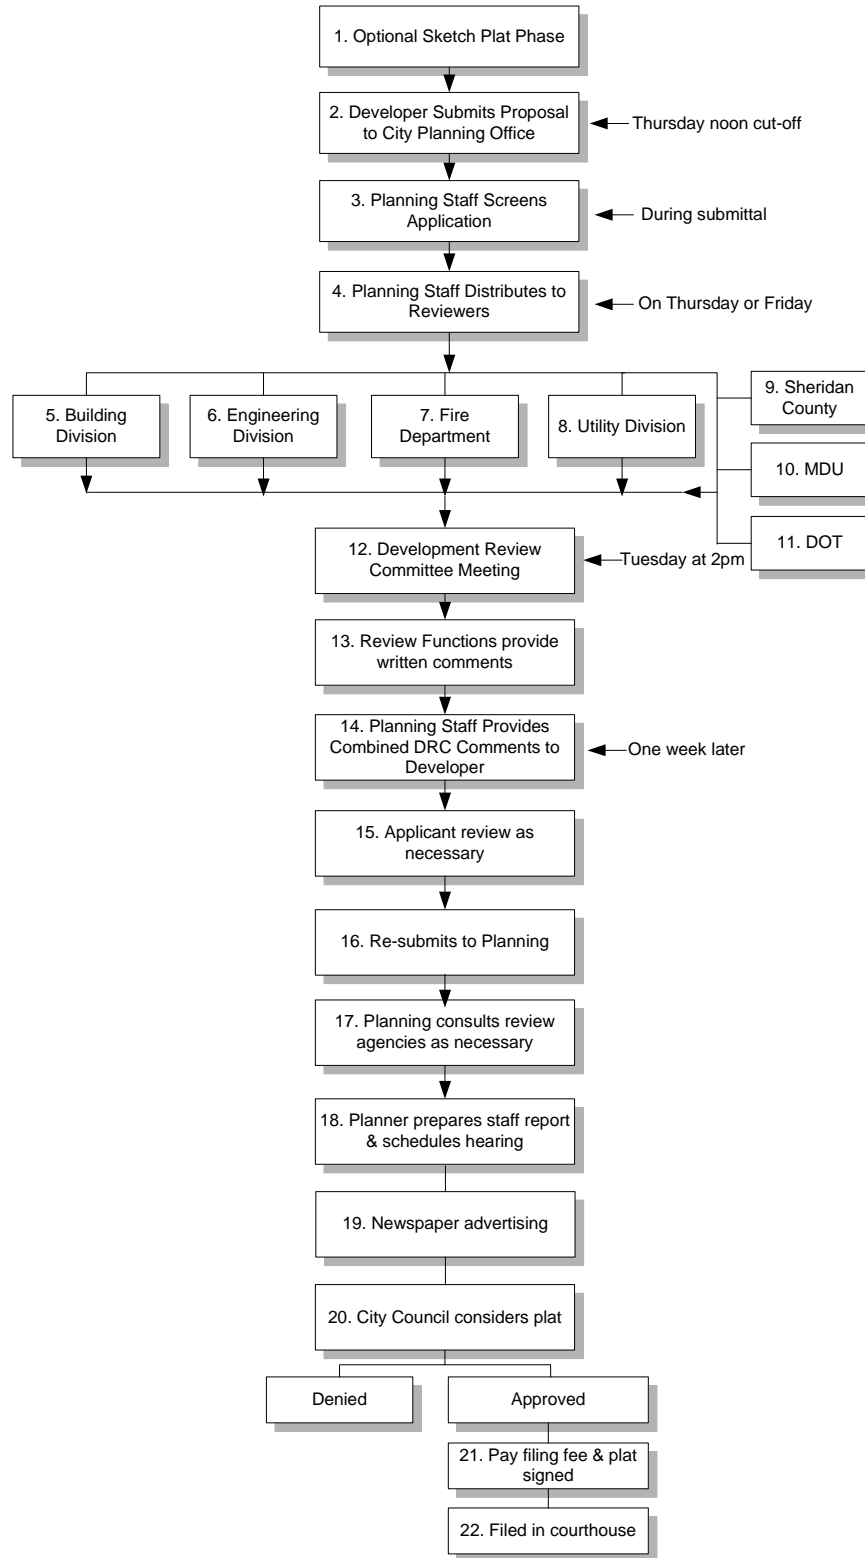 1. Optional Sketch Plat Phase
2. Developer Submits Proposal
to City Planning Office
Thursday noon cut-off
3. Planning Staff Screens
Application
During submittal
4. Planning Staff Distributes to
Reviewers
On Thursday or Friday
5. Building
Division
6. Engineering
Division
7. Fire
Department
8. Utility Division
9. Sheridan
County
10. MDU
11. DOT
12. Development Review
Committee Meeting
Tuesday at 2pm
13. Review Functions provide
written comments
14. Planning Staff Provides
Combined DRC Comments to
Developer
One week later
15. Applicant review as
necessary
16. Re-submits to Planning
17. Planning consults review
agencies as necessary
18. Planner prepares staff report
& schedules hearing
19. Newspaper advertising
20. City Council considers plat
Denied
Approved
21. Pay filing fee & plat
signed
22. Filed in courthouse